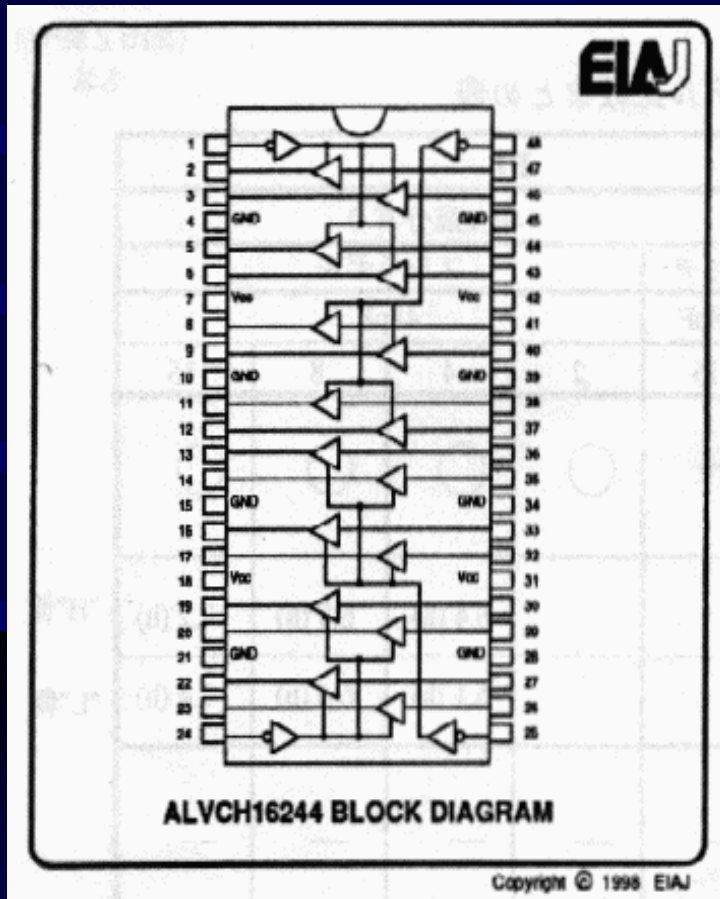 EIAJ
1 48
2 47
3 46
4 GND GND 45
5 44
6 43
7 Vcc Vcc 42
8 41
9 40
10 GND GND 39
11 38
12 37
13 36
14 35
15 GND GND 34
16 33
17 32
18 Vcc Vcc 31
19 30
20 29
21 GND GND 28
22 27
23 26
24 25
ALVCH16244 BLOCK DIAGRAM
Copyright © 1998 EIAJ